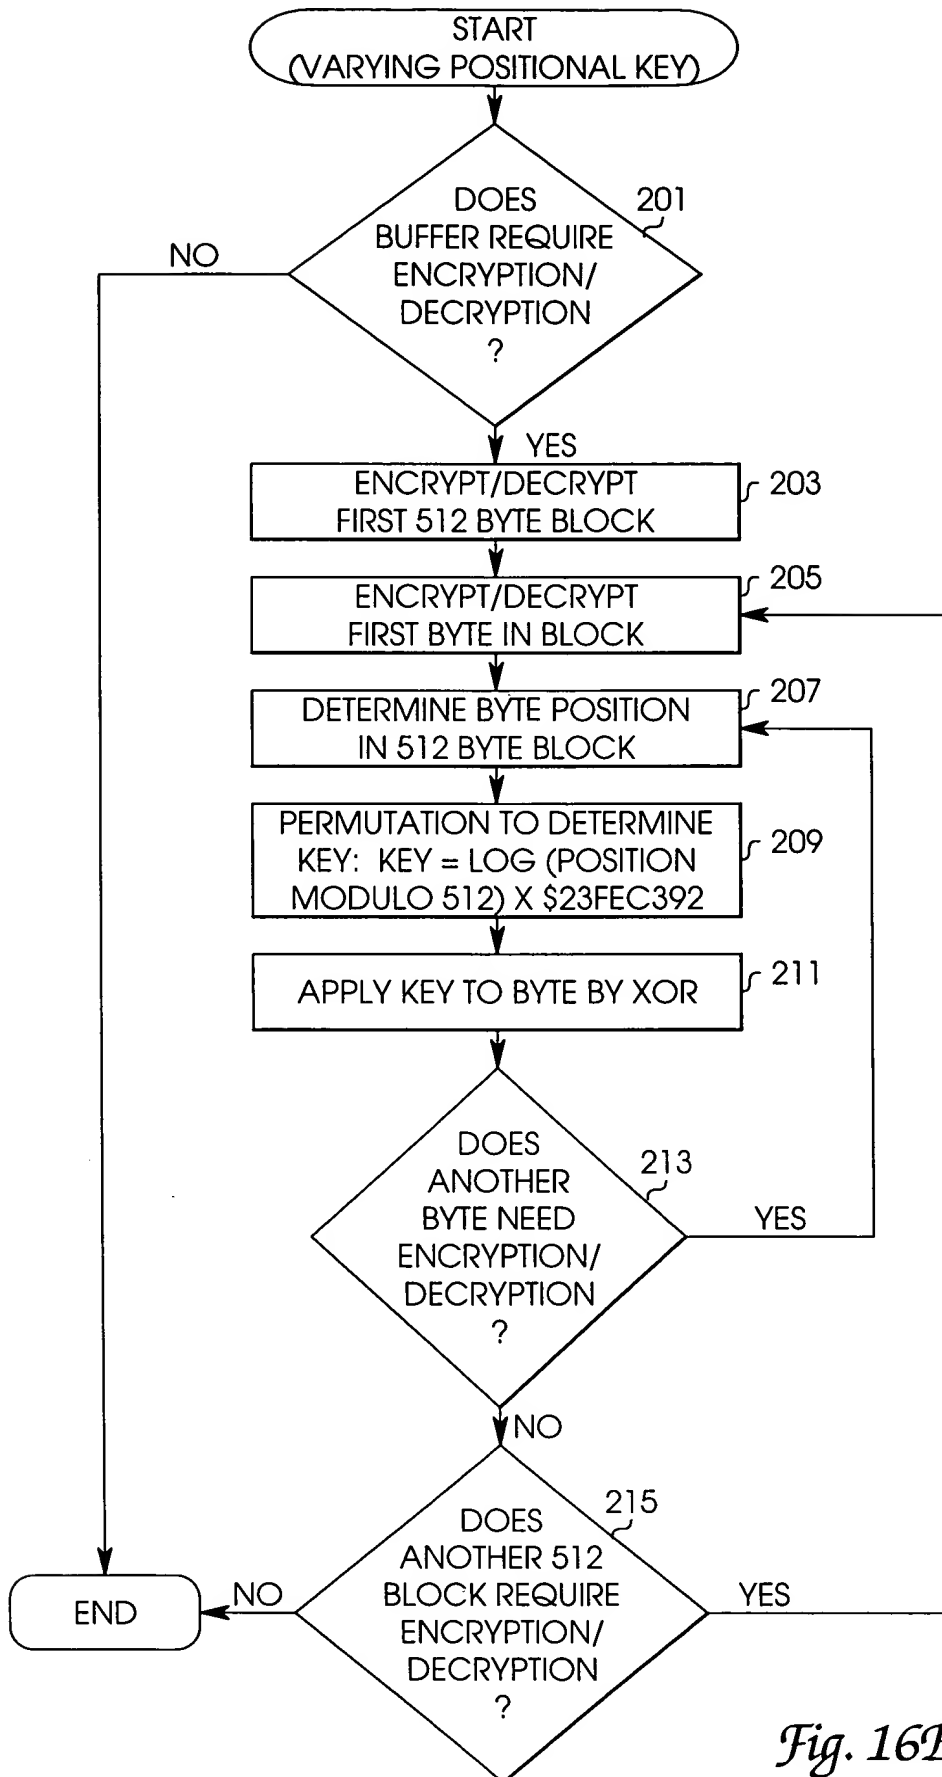 START
(VARYING POSITIONAL KEY)
DOES
BUFFER REQUIRE
ENCRYPTION/
DECRYPTION
?
201
NO
YES
ENCRYPT/DECRYPT
FIRST 512 BYTE BLOCK
203
ENCRYPT/DECRYPT
FIRST BYTE IN BLOCK
205
DETERMINE BYTE POSITION
IN 512 BYTE BLOCK
207
PERMUTATION TO DETERMINE
KEY: KEY = LOG (POSITION
MODULO 512) X $23FEC392
209
APPLY KEY TO BYTE BY XOR
211
DOES
ANOTHER
BYTE NEED
ENCRYPTION/
DECRYPTION
?
213
YES
NO
DOES
ANOTHER 512
BLOCK REQUIRE
ENCRYPTION/
DECRYPTION
?
215
YES
NO
END
Fig. 16B